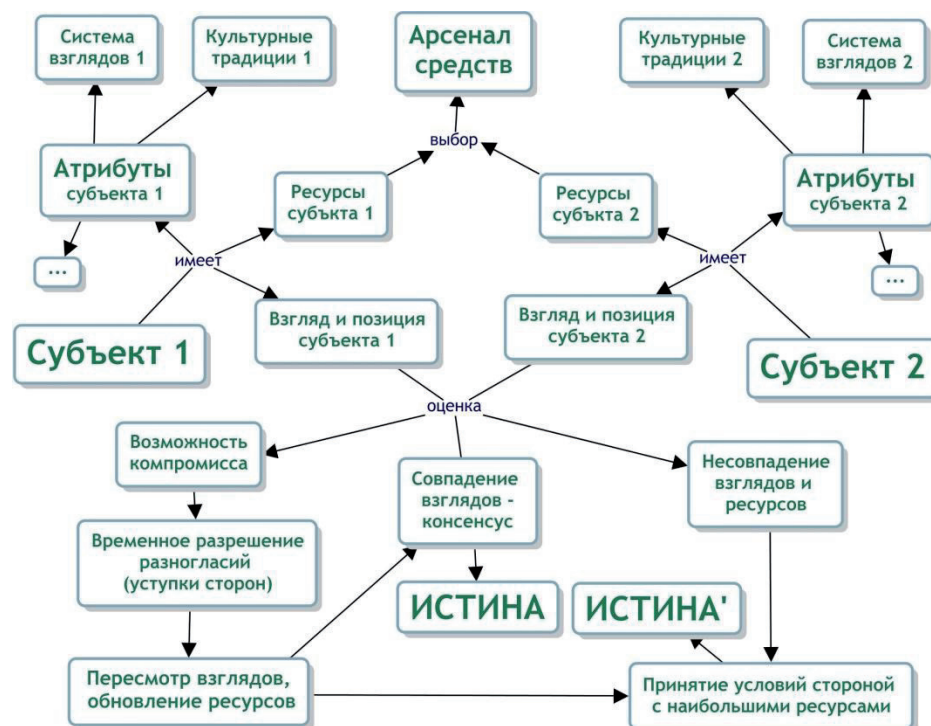 Система
взглядов 1
Культурные
традиции 1
Арсенал
средств
Культурные
традиции 2
Система
взглядов 2
выбор
Атрибуты
субъекта 1
Ресурсы
субъкта 1
Ресурсы
субъкта 2
Атрибуты
субъекта 2
...
имеет
имеет
...
Субъект 1
Взгляд и позиция
субъекта 1
Взгляд и позиция
субъекта 2
Субъект 2
оценка
Возможность
компромисса
Совпадение
взглядов -
консенсус
Несовпадение
взглядов и
ресурсов
Временное разрешение
разногласий
(уступки сторон)
ИСТИНА
ИСТИНА'
Пересмотр взглядов,
обновление ресурсов
Принятие условий стороной
с наибольшими ресурсами